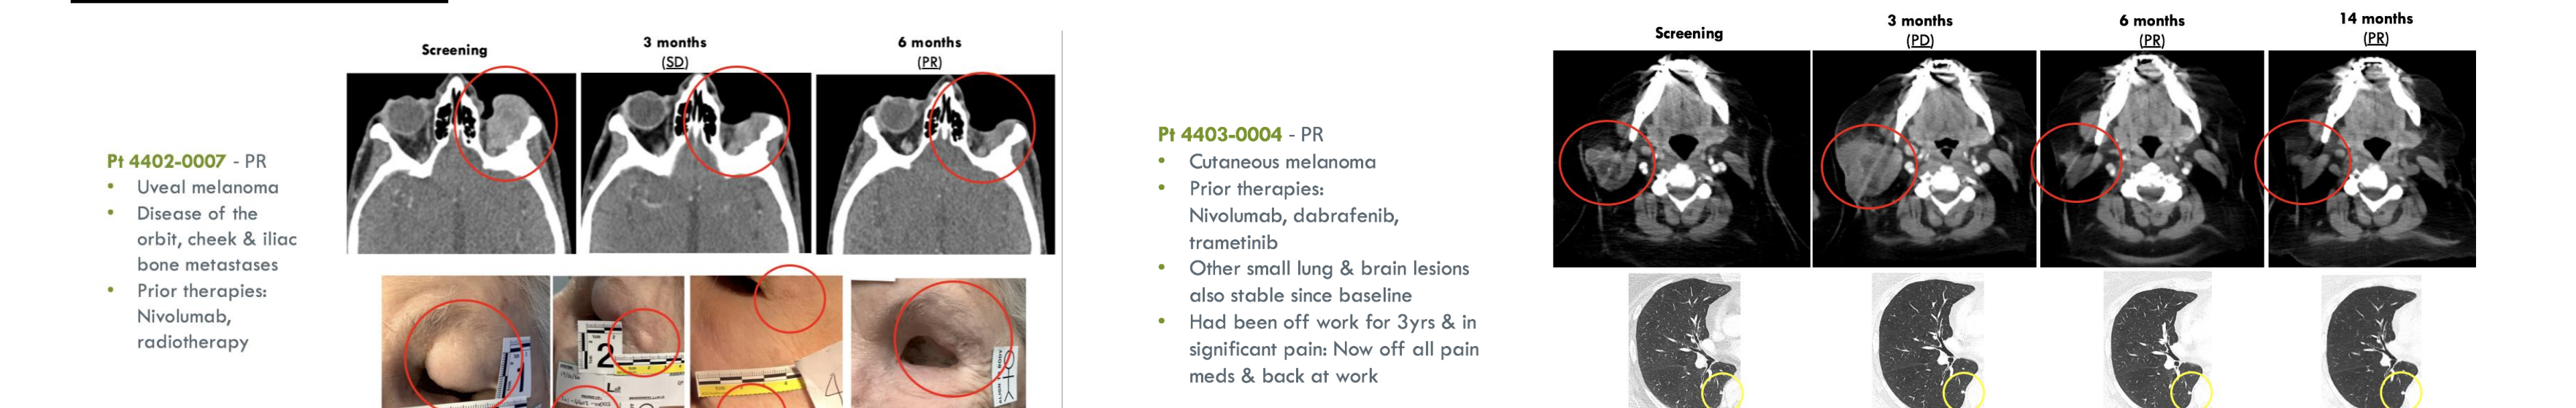 Screening
3 months
(SD)
6 months
(PR)
Pt 4402-0007 - PR
• Uveal melanoma
• Disease of the
orbit, cheek & iliac
bone metastases
• Prior therapies:
Nivolumab,
radiotherapy
2
4
Screening
3 months
(PD)
6 months
(PR)
14 months
(PR)
Pt 4403-0004 - PR
• Cutaneous melanoma
• Prior therapies:
Nivolumab, dabrafenib,
trametinib
• Other small lung & brain lesions
also stable since baseline
• Had been off work for 3yrs & in
significant pain: Now off all pain
meds & back at work